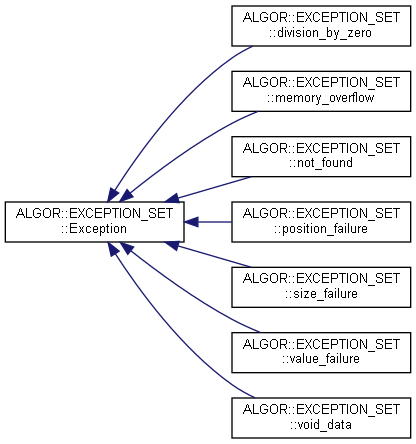 ALGOR::EXCEPTION_SET
::division_by_zero
ALGOR::EXCEPTION_SET
::memory_overflow
ALGOR::EXCEPTION_SET
::not_found
ALGOR::EXCEPTION_SET
::Exception
ALGOR::EXCEPTION_SET
::position_failure
ALGOR::EXCEPTION_SET
::size_failure
ALGOR::EXCEPTION_SET
::value_failure
ALGOR::EXCEPTION_SET
::void_data